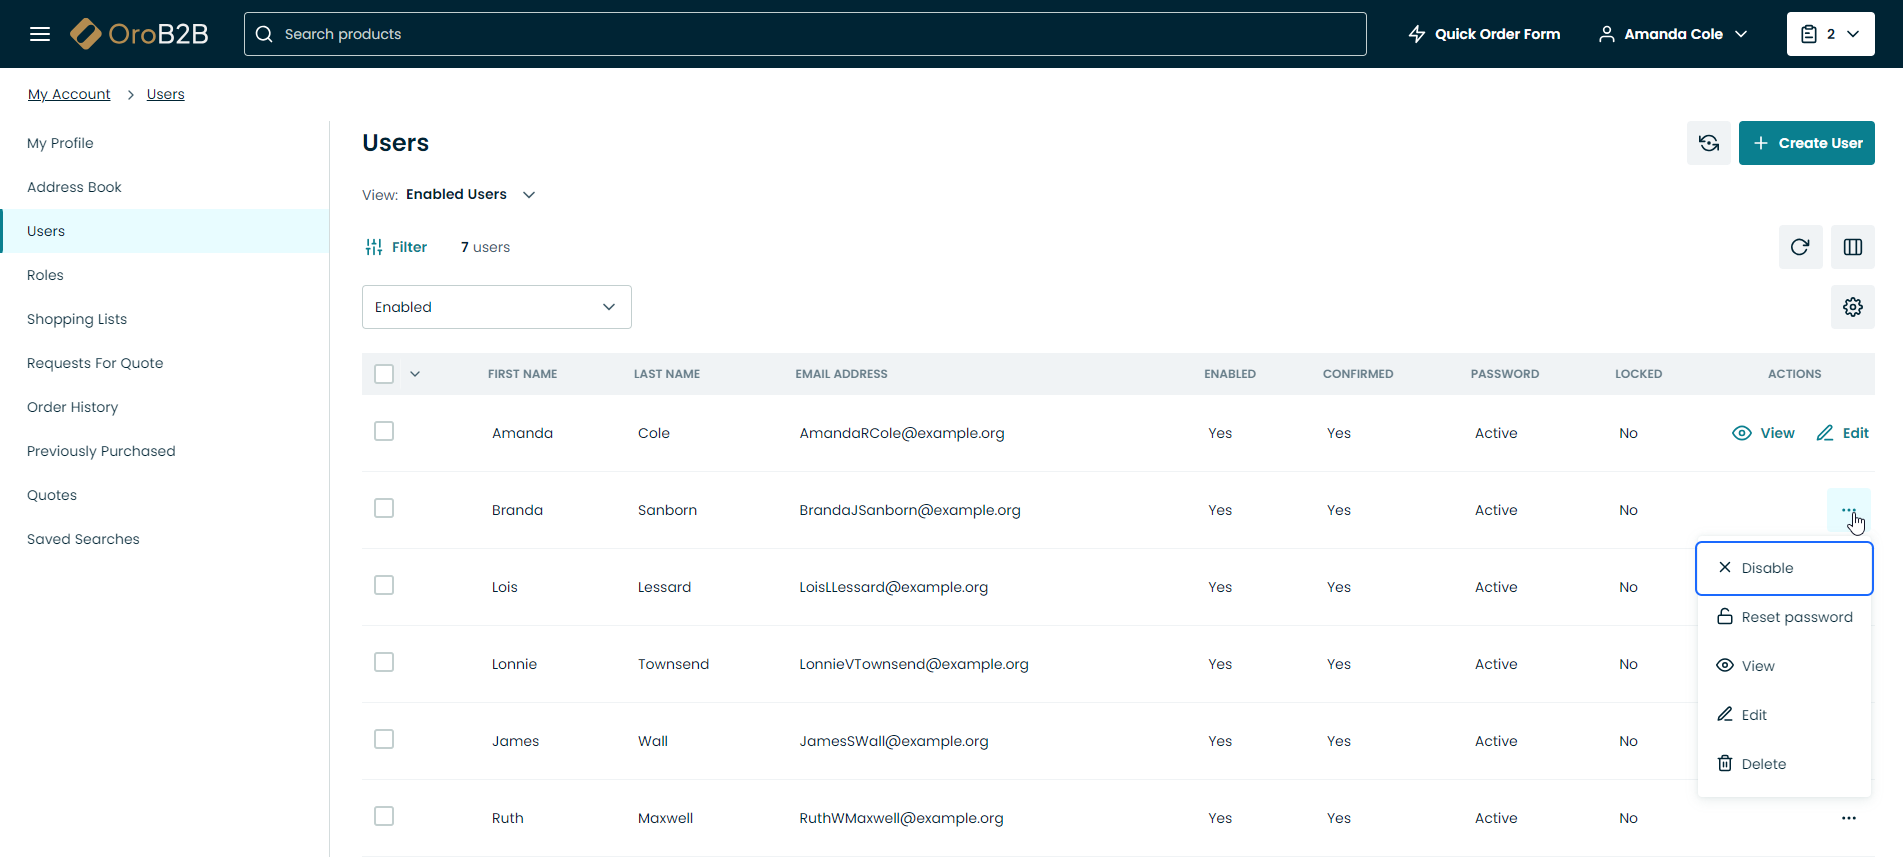 OroB2B Search products Quick Order Form Amanda Cole 2
My Account Users
My Profile
Address Book
Users
Roles
Shopping Lists
Requests For Quote
Order History
Previously Purchased
Quotes
Saved Searches
Users Create User
View: Enabled Users
Filter 7 users
Enabled
FIRST NAME LAST NAME EMAIL ADDRESS ENABLED CONFIRMED PASSWORD LOCKED ACTIONS
Amanda Cole AmandaRCole@example.org Yes Yes Active No View Edit
Branda Sanborn BrandaJSanborn@example.org Yes Yes Active No
Lois Lessard LoisLLessard@example.org Yes Yes Active No
Lonnie Townsend LonnieVTownsend@example.org Yes Yes Active No
James Wall JamesSWall@example.org Yes Yes Active No
Ruth Maxwell RuthWMaxwell@example.org Yes Yes Active No
Disable
Reset password
View
Edit
Delete